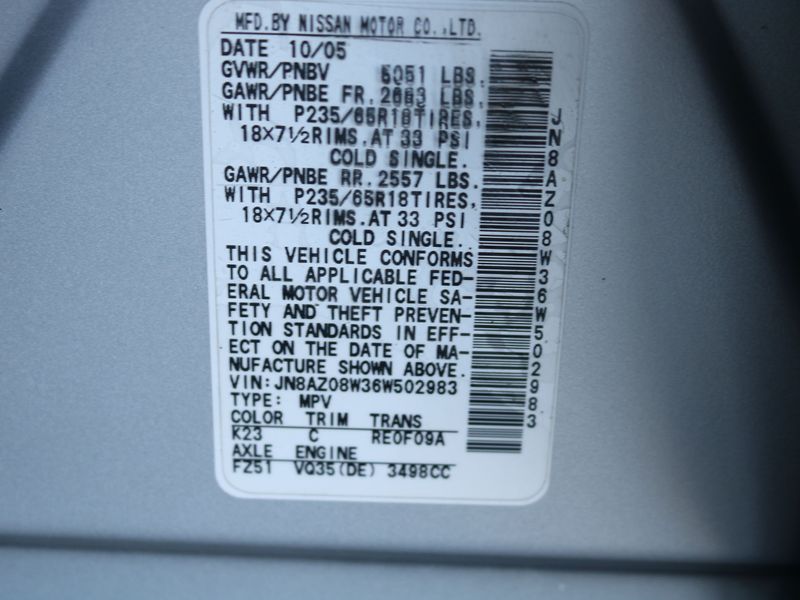 MFD.BY NISSAN MOTOR CO.,LTD.
DATE 10/05
GVWR/PNBV 5051 LBS.
GAWR/PNBE FR. 2663 LBS.
WITH P235/65R18TIRES,
18X7½RIMS.AT 33 PSI
COLD SINGLE.
GAWR/PNBE RR. 2557 LBS.
WITH P235/65R18TIRES,
18X7½RIMS.AT 33 PSI
COLD SINGLE.
THIS VEHICLE CONFORMS
TO ALL APPLICABLE FED-
ERAL MOTOR VEHICLE SA-
FETY AND THEFT PREVEN-
TION STANDARDS IN EFF-
ECT ON THE DATE OF MA-
NUFACTURE SHOWN ABOVE.
VIN:JN8AZ08W36W502983
TYPE: MPV
COLOR TRIM TRANS
K23 C RE0F09A
AXLE ENGINE
FZ51 VQ35(DE) 3498CC
JN8AZ08W36W502983